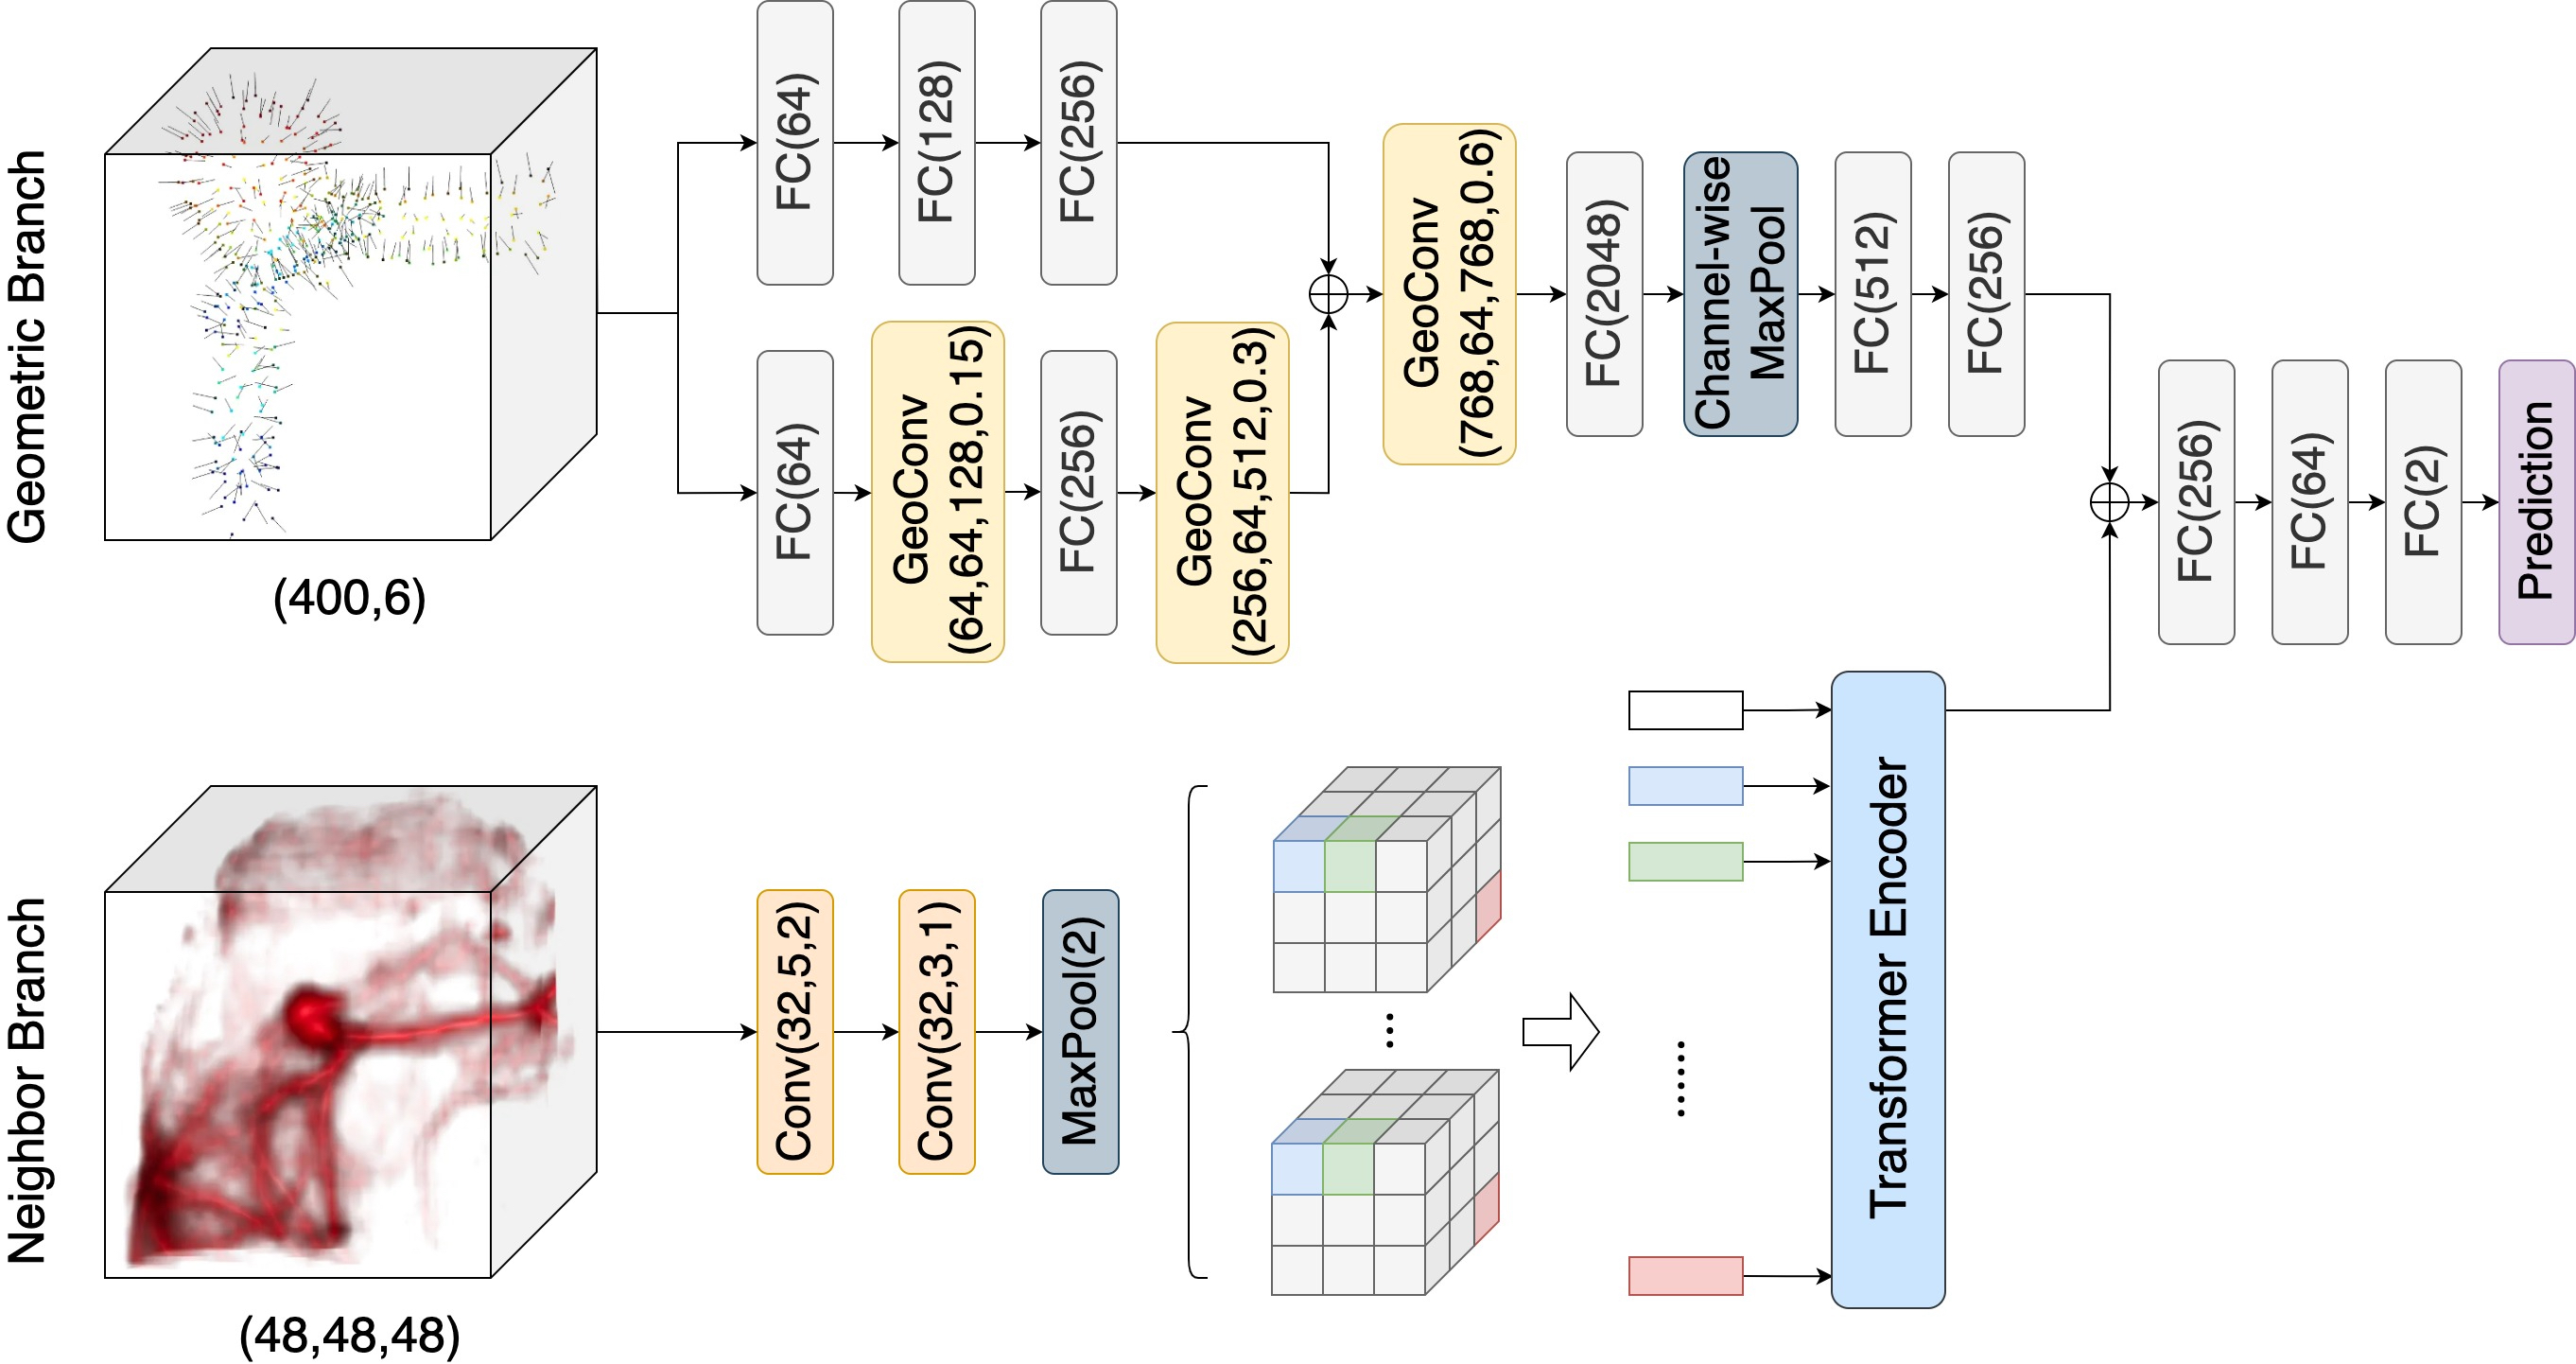 Geometric Branch
(400,6)
FC(64)
FC(128)
FC(256)
FC(64)
GeoConv
(64,64,128,0.15)
FC(256)
GeoConv
(256,64,512,0.3)
GeoConv
(768,64,768,0.6)
FC(2048)
Channel-wise
MaxPool
FC(512)
FC(256)
FC(256)
FC(64)
FC(2)
Prediction
Neighbor Branch
(48,48,48)
Conv(32,5,2)
Conv(32,3,1)
MaxPool(2)
...
......
Transformer Encoder